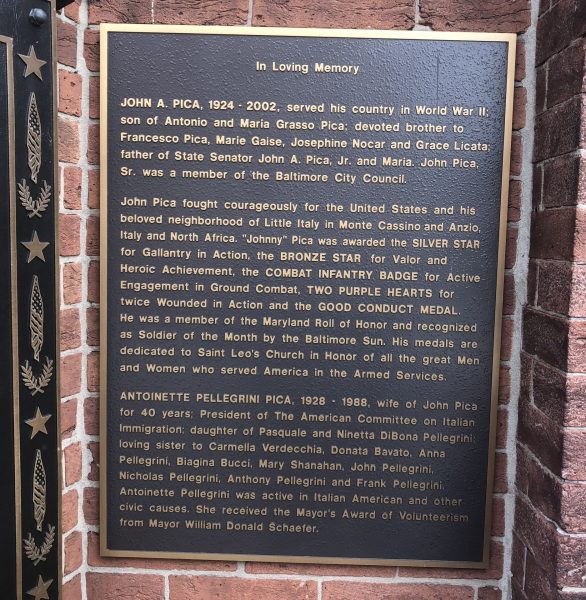 In Loving Memory
JOHN A. PICA, 1924 - 2002, served his country in World War II;
son of Antonio and Maria Grasso Pica; devoted brother to
Francesco Pica, Marie Gaise, Josephine Nocar and Grace Licata;
father of State Senator John A. Pica, Jr. and Maria. John Pica,
Sr. was a member of the Baltimore City Council.
John Pica fought courageously for the United States and his
beloved neighborhood of Little Italy in Monte Cassino and Anzio,
Italy and North Africa. "Johnny" Pica was awarded the SILVER STAR
for Gallantry in Action, the BRONZE STAR for Valor and
Heroic Achievement, the COMBAT INFANTRY BADGE for Active
Engagement in Ground Combat, TWO PURPLE HEARTS for
twice Wounded in Action and the GOOD CONDUCT MEDAL.
He was a member of the Maryland Roll of Honor and recognized
as Soldier of the Month by the Baltimore Sun. His medals are
dedicated to Saint Leo's Church in Honor of all the great Men
and Women who served America in the Armed Services.
ANTOINETTE PELLEGRINI PICA, 1928 - 1988, wife of John Pica
for 40 years; President of The American Committee on Italian
Immigration; daughter of Pasquale and Ninetta DiBona Pellegrini;
loving sister to Carmella Verdecchia, Donata Bavato, Anna
Pellegrini, Biagina Bucci, Mary Shanahan, John Pellegrini,
Nicholas Pellegrini, Anthony Pellegrini and Frank Pellegrini.
Antoinette Pellegrini was active in Italian American and other
civic causes. She received the Mayor's Award of Volunteerism
from Mayor William Donald Schaefer.